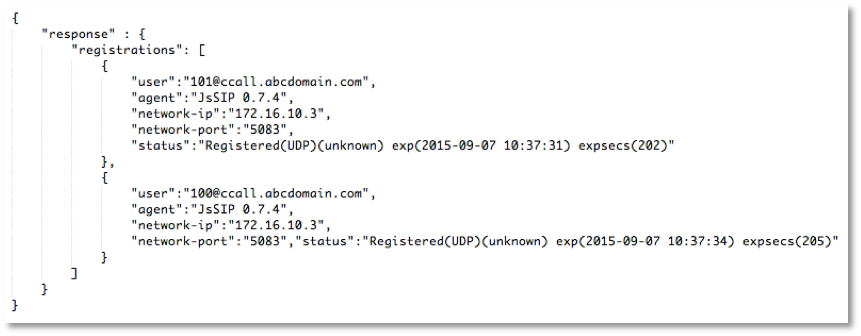 {
    "response" : {
        "registrations": [
            {
                "user":"101@ccall.abcdomain.com",
                "agent":"JsSIP 0.7.4",
                "network-ip":"172.16.10.3",
                "network-port":"5083",
                "status":"Registered(UDP)(unknown) exp(2015-09-07 10:37:31) expsecs(202)"
            },
            {
                "user":"100@ccall.abcdomain.com",
                "agent":"JsSIP 0.7.4",
                "network-ip":"172.16.10.3",
                "network-port":"5083","status":"Registered(UDP)(unknown) exp(2015-09-07 10:37:34) expsecs(205)"
            }
        ]
    }
}